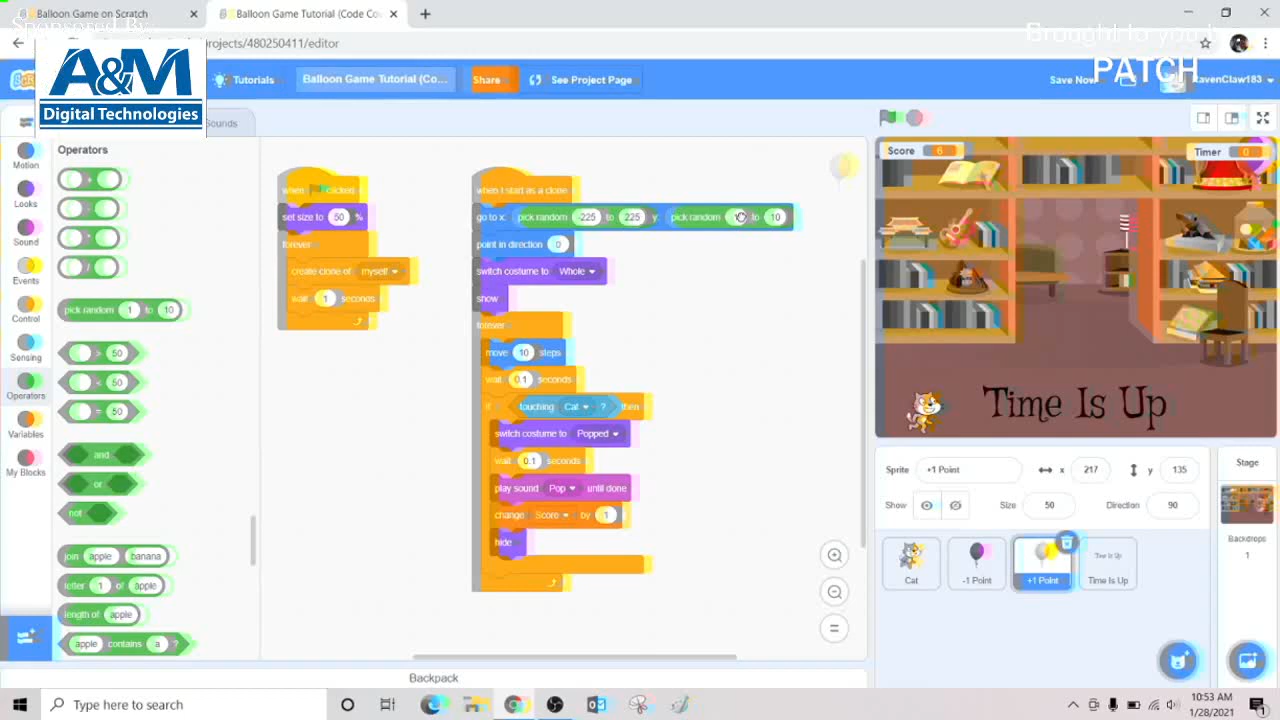 Balloon Game on Scratch
Balloon Game Tutorial (Code Co
Sponsored By
projects/480250411/editor
Brought to you b
PATCH
A&M
Digital Technologies
Tutorials
Balloon Game Tutorial (Co...
Share
See Project Page
Save Now
ravenClaw183
ounds
Operators
Motion
Looks
Sound
Events
Control
Sensing
Operators
Variables
My Blocks
pick random 1 to 10
> 50
< 50
= 50
and
or
not
join apple banana
letter 1 of apple
length of apple
apple contains a ?
when clicked
set size to 50 %
forever
create clone of myself
wait 1 seconds
when I start as a clone
go to x: pick random -225 to 225 y: pick random to 10
point in direction 0
switch costume to Whole
show
forever
move 10 steps
wait 0.1 seconds
if touching Cat ? then
switch costume to Popped
wait 0.1 seconds
play sound Pop until done
change Score by 1
hide
Backpack
Score 6
Timer 0
Time Is Up
Sprite +1 Point x 217 y 135
Show Size 50 Direction 90
Cat
-1 Point
+1 Point
Time Is Up
Time Is Up
Stage
Backdrops
1
Type here to search
10:53 AM
1/28/2021